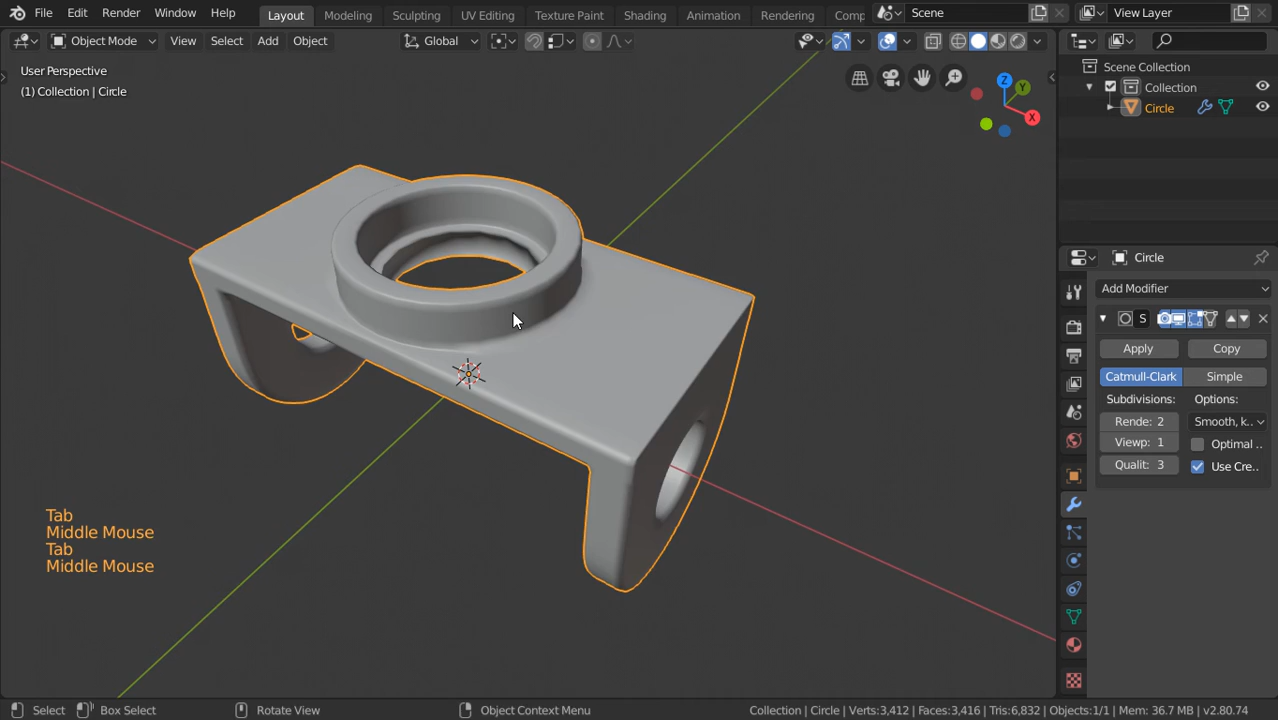 File Edit Render Window Help Layout Modeling Sculpting UV Editing Texture Paint Shading Animation Rendering Comp Scene View Layer
Object Mode View Select Add Object Global
User Perspective
(1) Collection | Circle
Z
Y
X
Scene Collection
Collection
Circle
Circle
Add Modifier
S
Apply Copy
Catmull-Clark Simple
Subdivisions: Options:
Rende: 2 Smooth, k..
Viewp: 1 Optimal ..
Qualit: 3 Use Cre..
Tab
Middle Mouse
Tab
Middle Mouse
Select Box Select Rotate View Object Context Menu Collection | Circle | Verts:3,412 | Faces:3,416 | Tris:6,832 | Objects:1/1 | Mem: 36.7 MB | v2.80.74